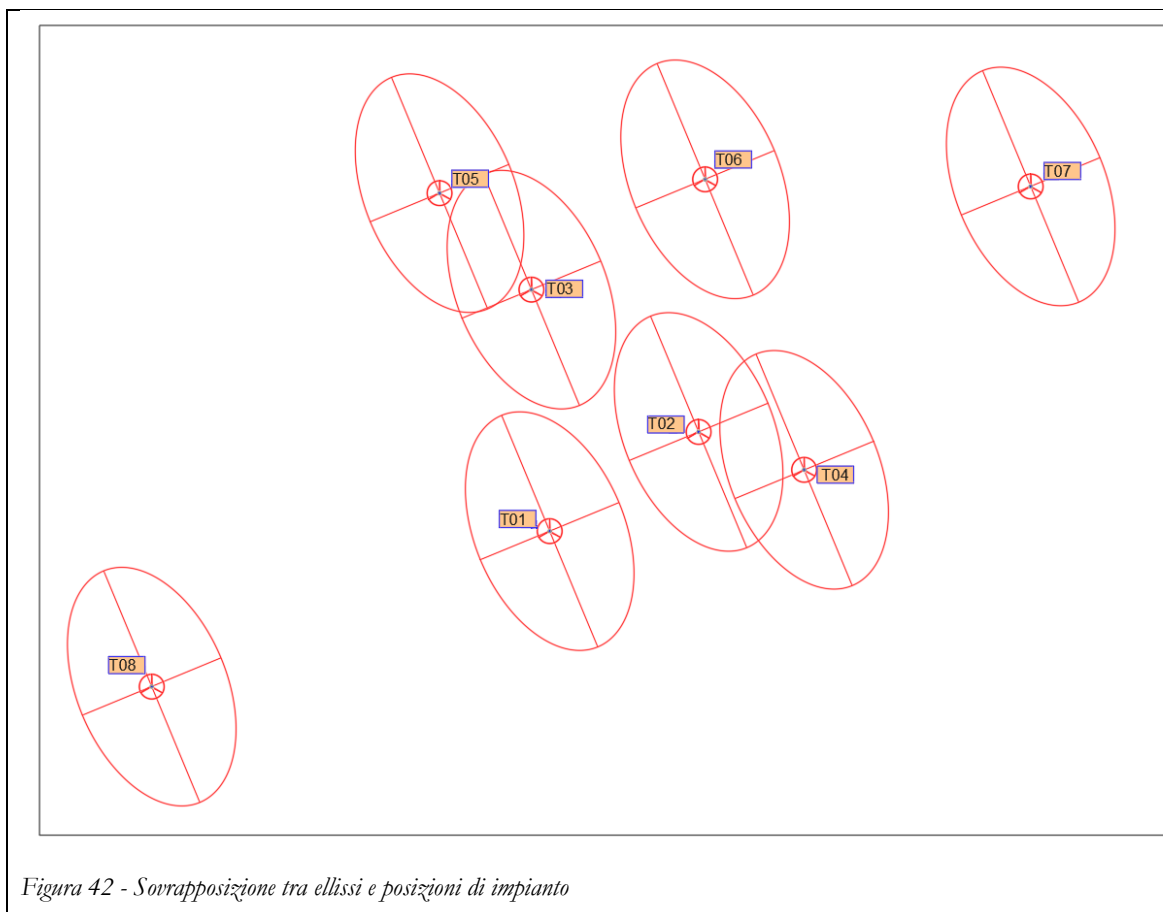 T06
T07
T05
T03
T02
T04
T01
T08
Figura 42 - Sovrapposizione tra ellissi e posizioni di impianto